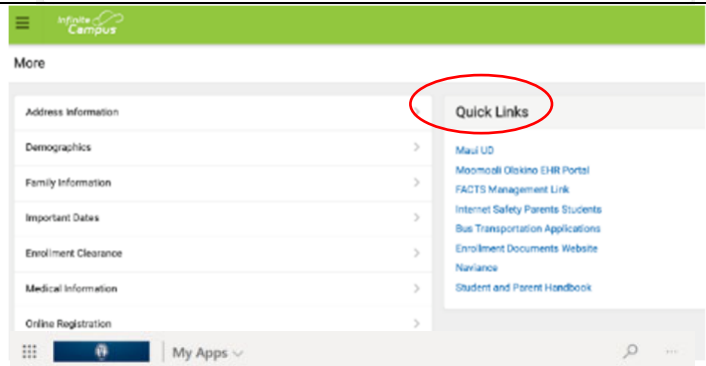 Infinite
Campus
More
Address Information
Demographics
Family Information
Important Dates
Enrollment Clearance
Medical Information
Online Registration
Quick Links
Maui UD
Moomoali Olakino EHR Portal
FACTS Management Link
Internet Safety Parents Students
Bus Transportation Applications
Enrollment Documents Website
Naviance
Student and Parent Handbook
My Apps